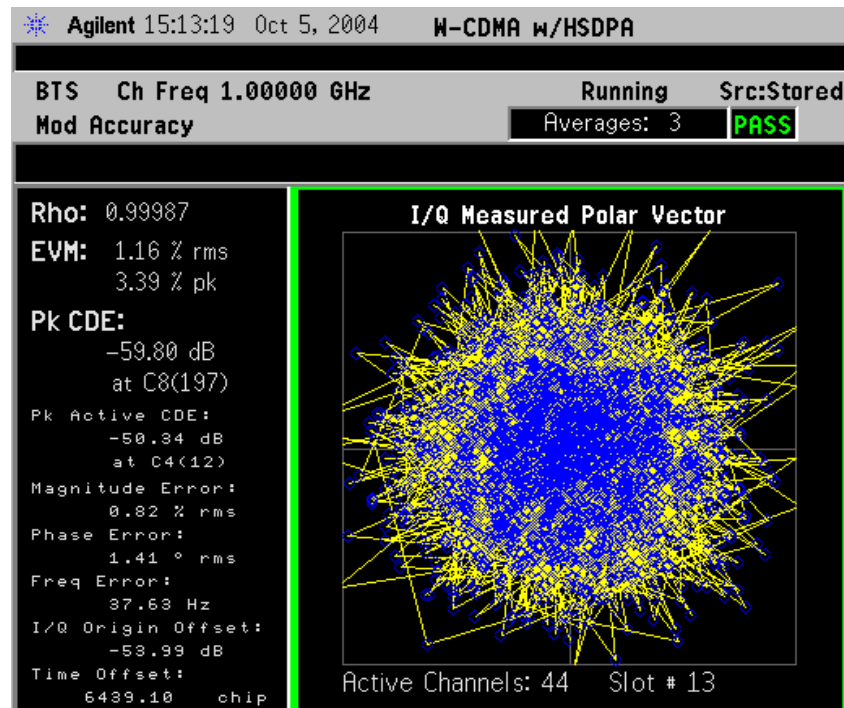 Agilent 15:13:19 Oct 5, 2004 W-CDMA w/HSDPA
BTS Ch Freq 1.00000 GHz Running Src:Stored
Mod Accuracy Averages: 3 PASS
Rho: 0.99987
EVM: 1.16 % rms
3.39 % pk
Pk CDE:
-59.80 dB
at C8(197)
Pk Active CDE:
-50.34 dB
at C4(12)
Magnitude Error:
0.82 % rms
Phase Error:
1.41 ° rms
Freq Error:
37.63 Hz
I/Q Origin Offset:
-53.99 dB
Time Offset:
6439.10 chip
I/Q Measured Polar Vector
Active Channels: 44 Slot # 13